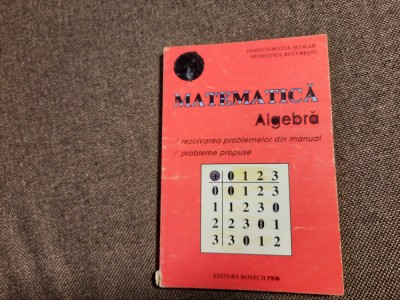 INSPECTORATUL ȘCOLAR
MUNICIPIUL BUCUREȘTI
MATEMATICĂ
Algebră
/ rezolvarea problemelor din manual
/ probleme propuse
+ 0 1 2 3
0 0 1 2 3
1 1 2 3 0
2 2 3 0 1
3 3 0 1 2
EDITURA ROTECH PRO